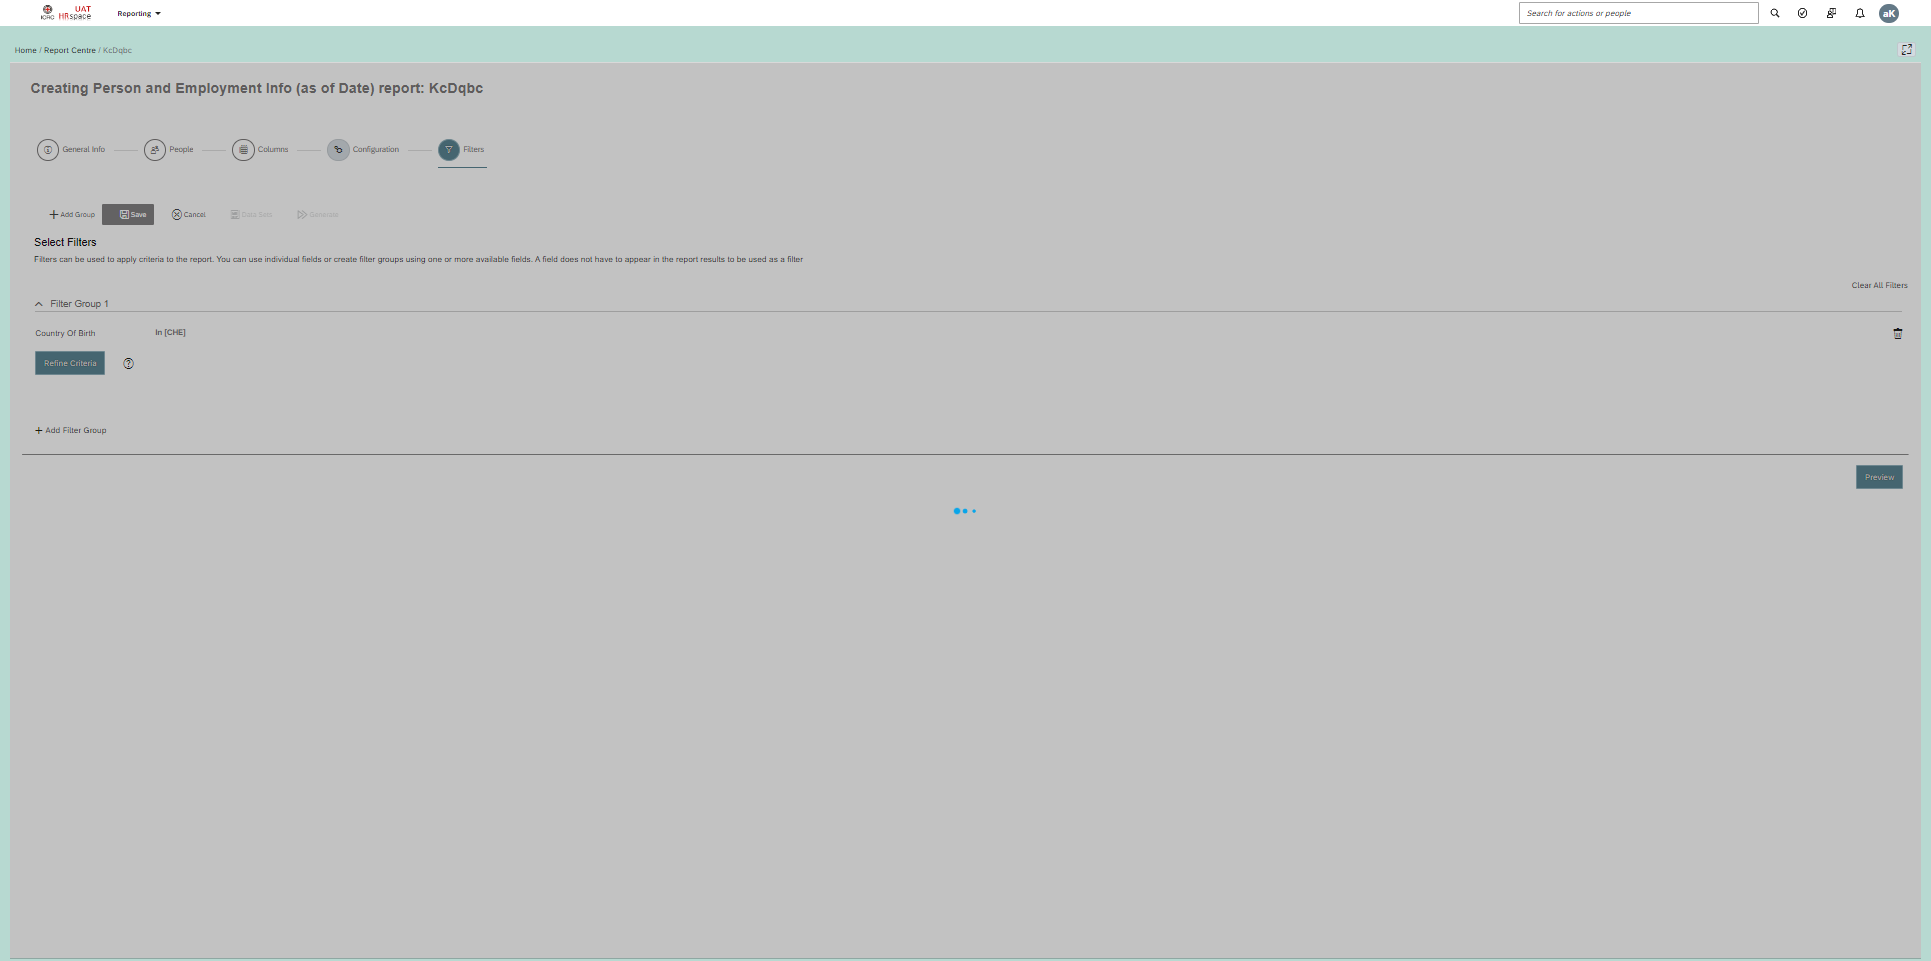 ICRC
UAT
HRspace
Reporting
Search for actions or people
aK
Home / Report Centre / KcDqbc
Creating Person and Employment Info (as of Date) report: KcDqbc
General Info
People
Columns
Configuration
Filters
Add Group
Save
Cancel
Data Sets
Generate
Select Filters
Filters can be used to apply criteria to the report. You can use individual fields or create filter groups using one or more available fields. A field does not have to appear in the report results to be used as a filter
Clear All Filters
Filter Group 1
Country Of Birth In [CHE]
Refine Criteria
Add Filter Group
Preview